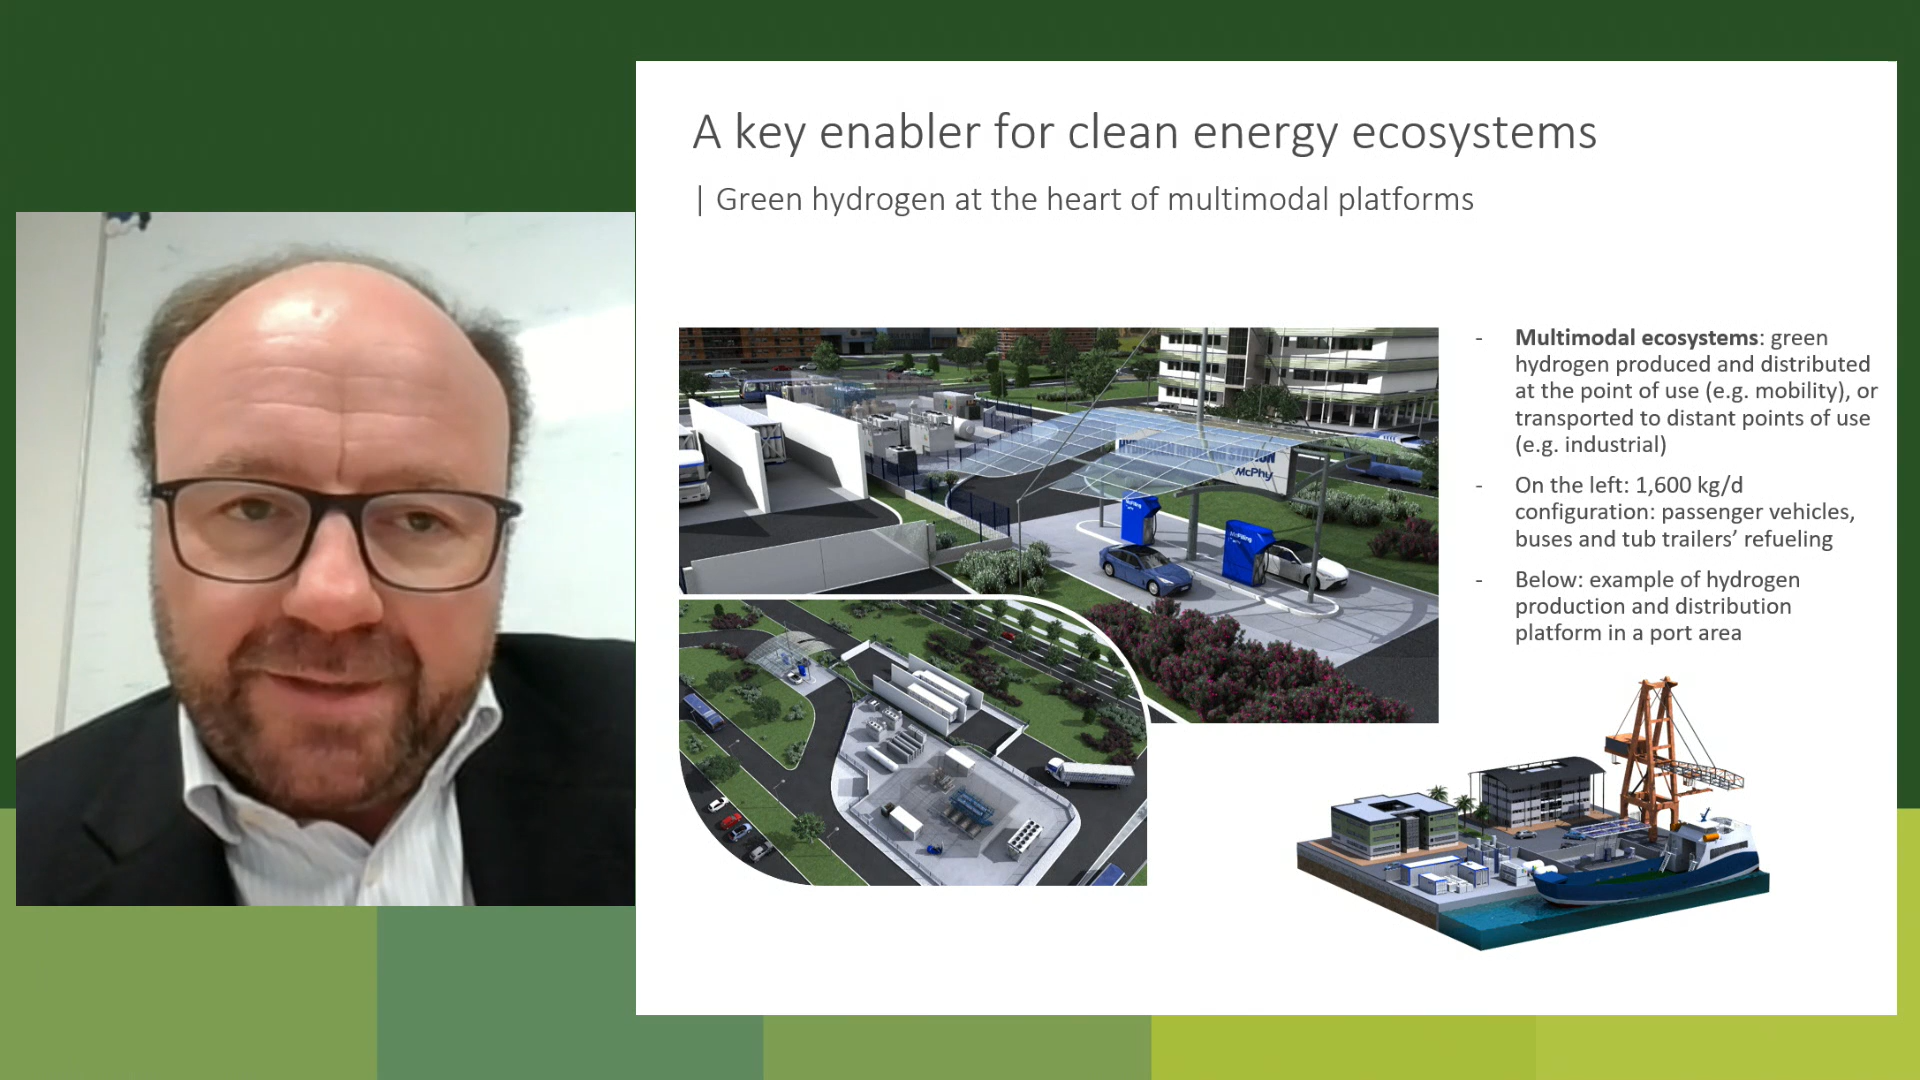 A key enabler for clean energy ecosystems
| Green hydrogen at the heart of multimodal platforms
- Multimodal ecosystems: green
hydrogen produced and distributed
at the point of use (e.g. mobility), or
transported to distant points of use
(e.g. industrial)
- On the left: 1,600 kg/d
configuration: passenger vehicles,
buses and tub trailers’ refueling
- Below: example of hydrogen
production and distribution
platform in a port area
McPhy